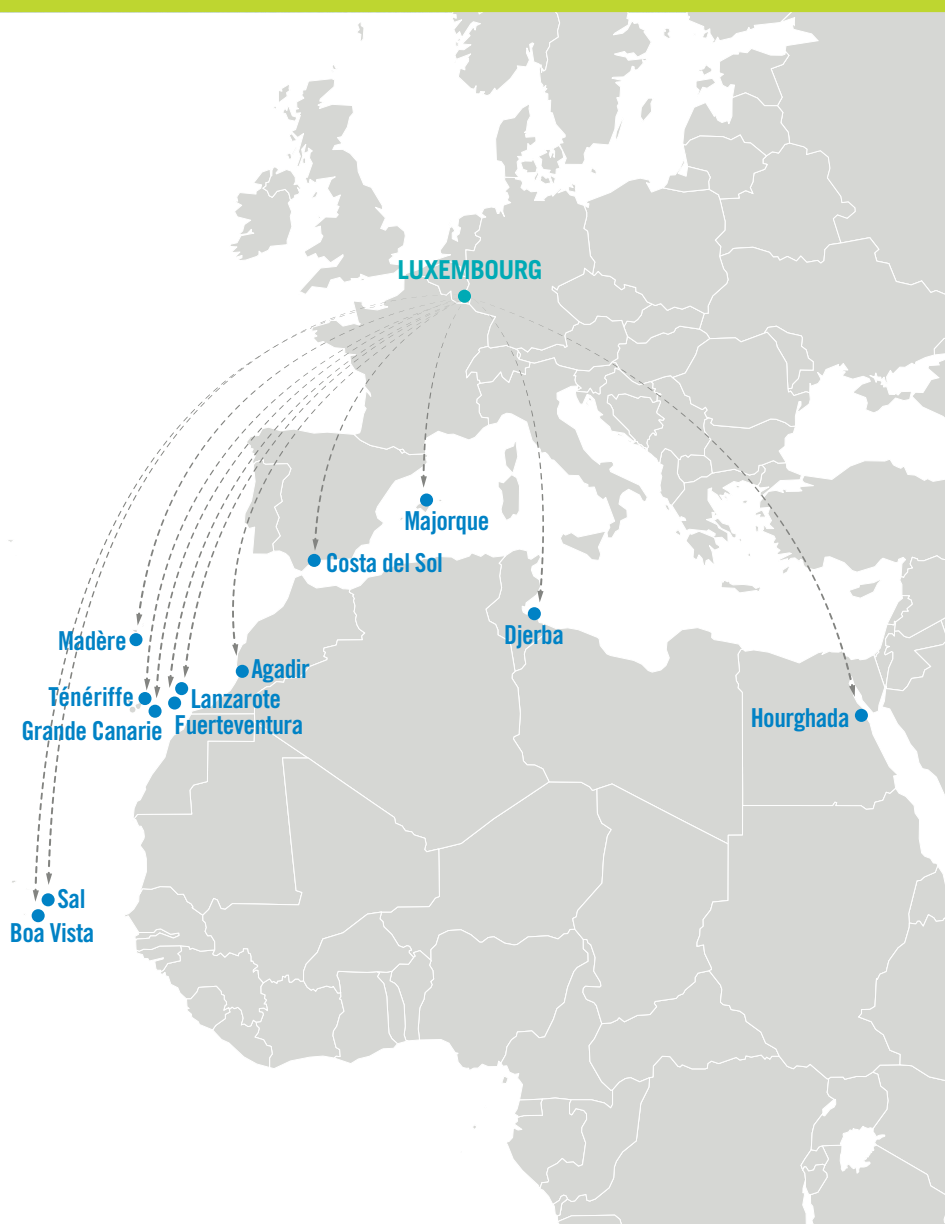 LUXEMBOURG
Majorque
Costa del Sol
Djerba
Madère
Agadir
Ténériffe
Lanzarote
Grande Canarie
Fuerteventura
Hourghada
Sal
Boa Vista